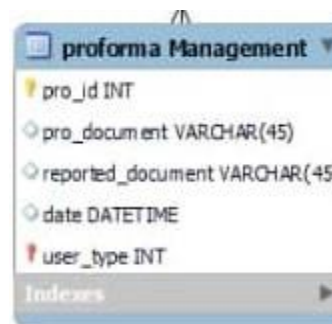 proforma Management
pro_id INT
pro_document VARCHAR(45)
reported_document VARCHAR(45
date DATETIME
user_type INT
Indexes